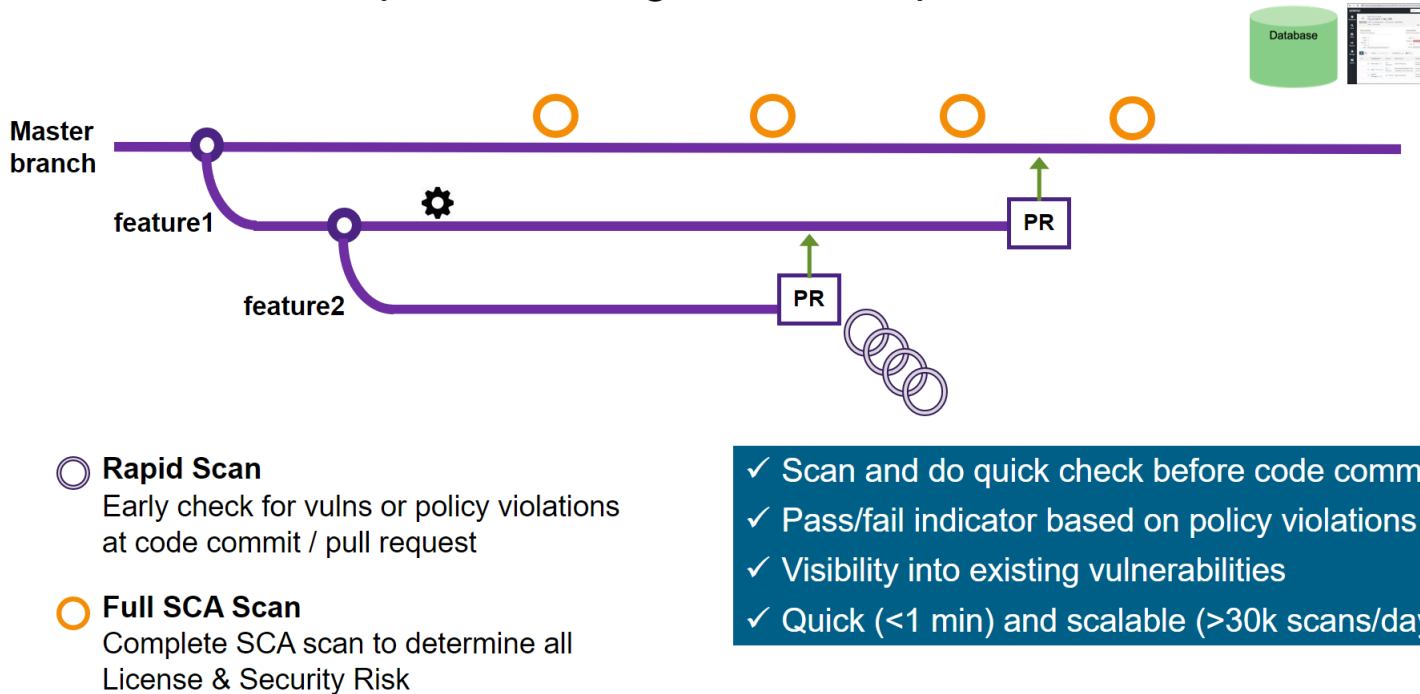 Database
Master
branch
feature1
PR
feature2
PR
Rapid Scan
Early check for vulns or policy violations
at code commit / pull request
Full SCA Scan
Complete SCA scan to determine all
License & Security Risk
✓ Scan and do quick check before code comm
✓ Pass/fail indicator based on policy violations
✓ Visibility into existing vulnerabilities
✓ Quick (<1 min) and scalable (>30k scans/day